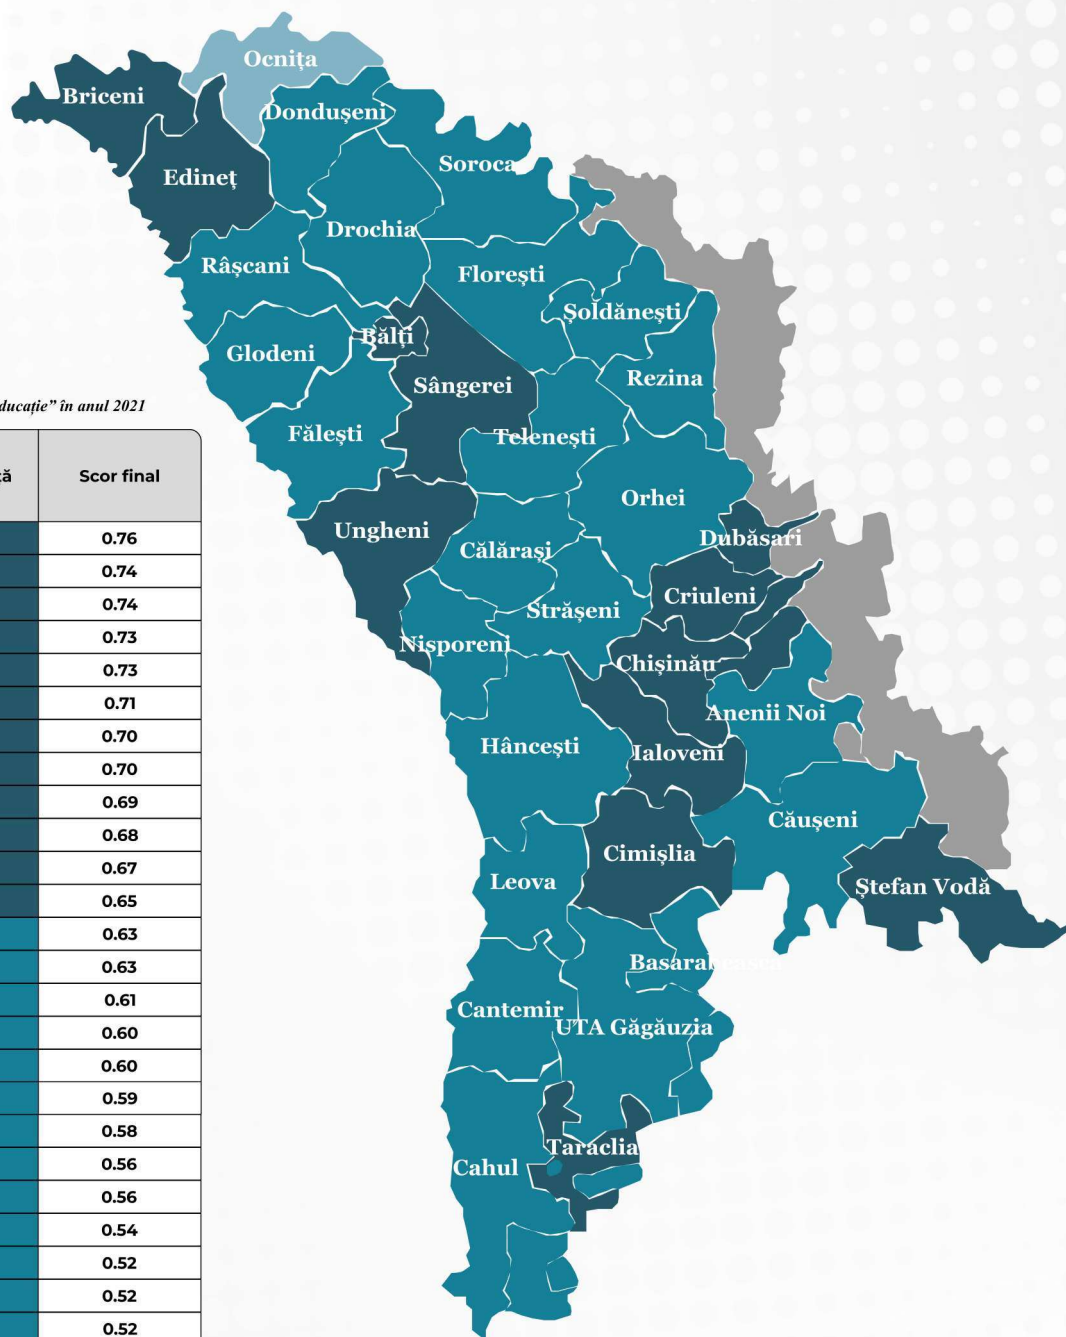 Ocnița
Briceni
Dondușeni
Soroca
Edineț
Drochia
Râșcani
Florești
Șoldănești
Bălți
Glodeni
Rezina
Sângerei
ducație” în anul 2021
Fălești
Telenești
tă
Scor final
Orhei
Ungheni
Dubăsari
Călărași
Criuleni
Strășeni
Nisporeni
Chișinău
Anenii Noi
Hâncești
Ialoveni
Căușeni
Cimișlia
Leova
Ștefan Vodă
Basarabeasca
Cantemir
UTA Găgăuzia
Taraclia
Cahul
0.76
0.74
0.74
0.73
0.73
0.71
0.70
0.70
0.69
0.68
0.67
0.65
0.63
0.63
0.61
0.60
0.60
0.59
0.58
0.56
0.56
0.54
0.52
0.52
0.52